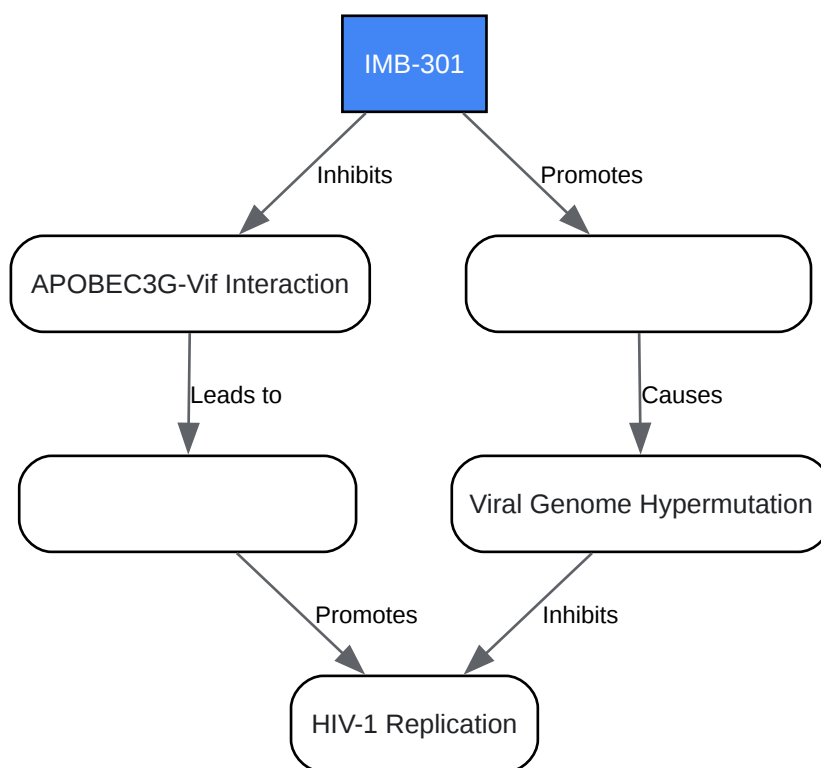 IMB-301
Inhibits
Promotes
APOBEC3G-Vif Interaction
Leads to
Causes
Viral Genome Hypermutation
Promotes
Inhibits
HIV-1 Replication